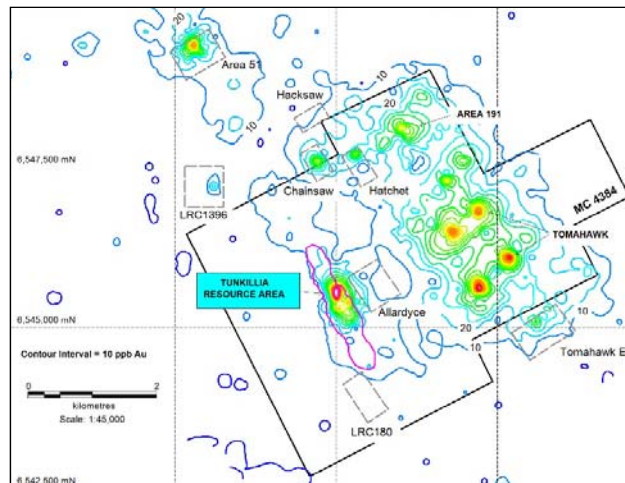 20
10
Area 51
Hacksaw
10
20
AREA 191
10
6,547,500 mN
Chainsaw
Hatchet
MC 4384
LRC1396
TOMAHAWK
TUNKILLIA
RESOURCE AREA
Allardyce
10
6,545,000 mN
20
10
Contour Interval = 10 ppb Au
Tomahawk E
0 2
kilometres
Scale: 1:45,000
LRC180
6,542,500 mN